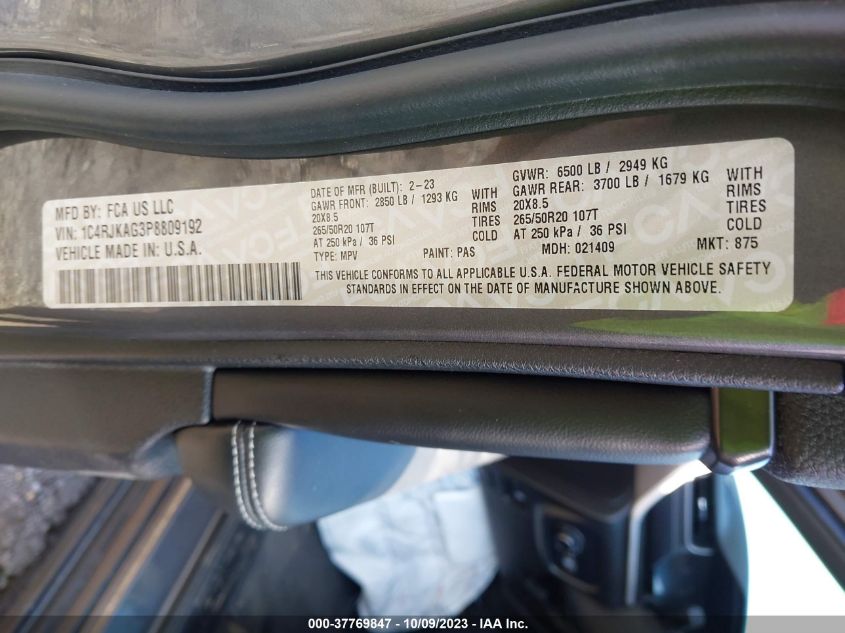 MFD BY: FCA US LLC
VIN: 1C4RJKAG3P8809192
VEHICLE MADE IN U.S.A.
DATE OF MFR (BUILT): 2-23
GAWR FRONT: 2850 LB / 1293 KG WITH
20X8.5 RIMS
265/50R20 107T TIRES
AT 250 kPa / 36 PSI COLD
TYPE: MPV PAINT: PAS
GVWR: 6500 LB / 2949 KG
GAWR REAR: 3700 LB / 1679 KG WITH
20X8.5 RIMS
265/50R20 107T TIRES
AT 250 kPa / 36 PSI COLD
MDH: 021409 MKT: 875
THIS VEHICLE CONFORMS TO ALL APPLICABLE U.S.A. FEDERAL MOTOR VEHICLE SAFETY
STANDARDS IN EFFECT ON THE DATE OF MANUFACTURE SHOWN ABOVE.
000-37769847 - 10/09/2023 - IAA Inc.